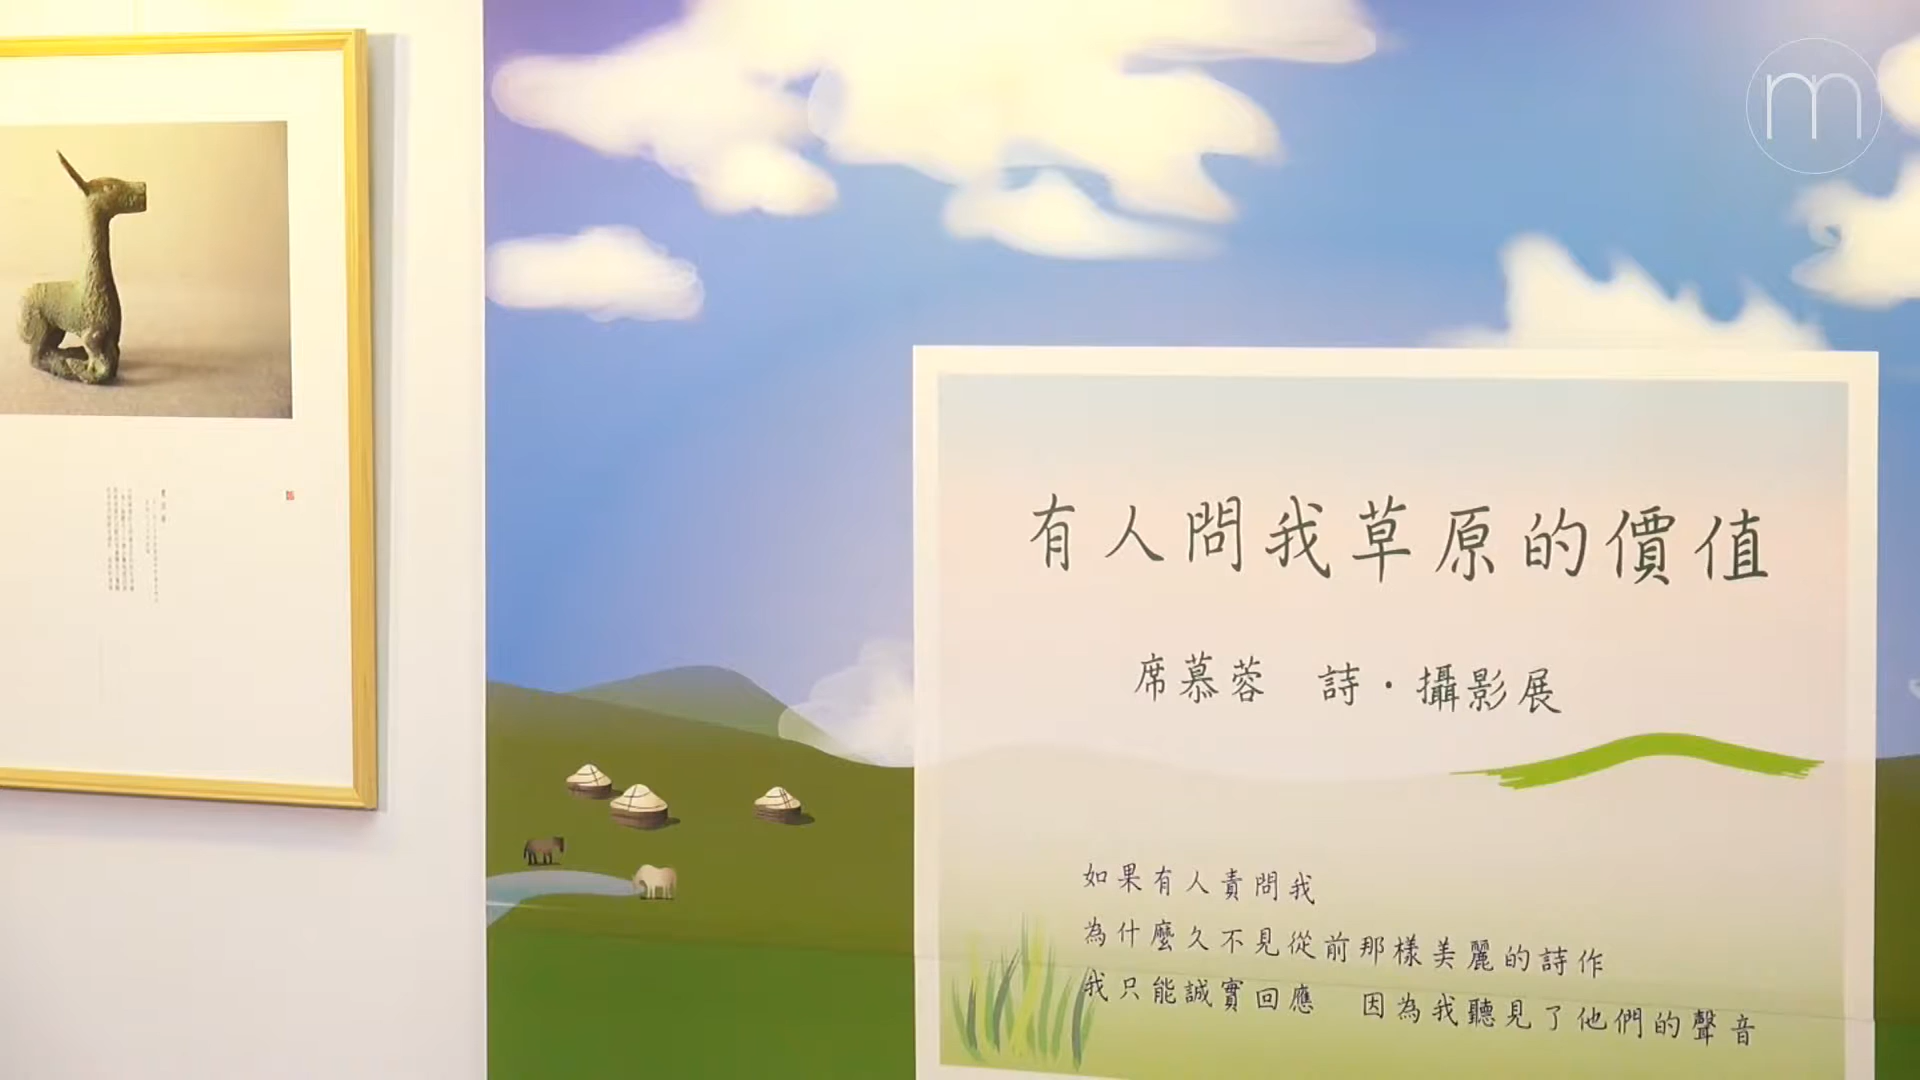 有人問我草原的價值
席慕蓉 詩·攝影展
如果有人責問我
為什麼久不見從前那樣美麗的詩作
我只能誠實回應 因為我聽見了他們的聲音